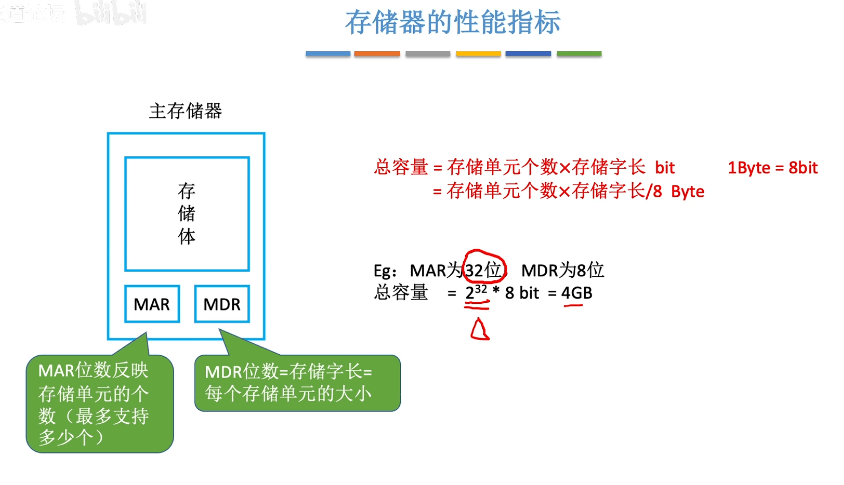 bilibili
存储器的性能指标
主存储器
存
储
体
MAR
MDR
MAR位数反映
存储单元的个
数（最多支持
多少个）
MDR位数=存储字长=
每个存储单元的大小
总容量 = 存储单元个数×存储字长 bit 1Byte = 8bit
= 存储单元个数×存储字长/8 Byte
Eg：MAR为32位，MDR为8位
总容量 = 2³² * 8 bit = 4GB